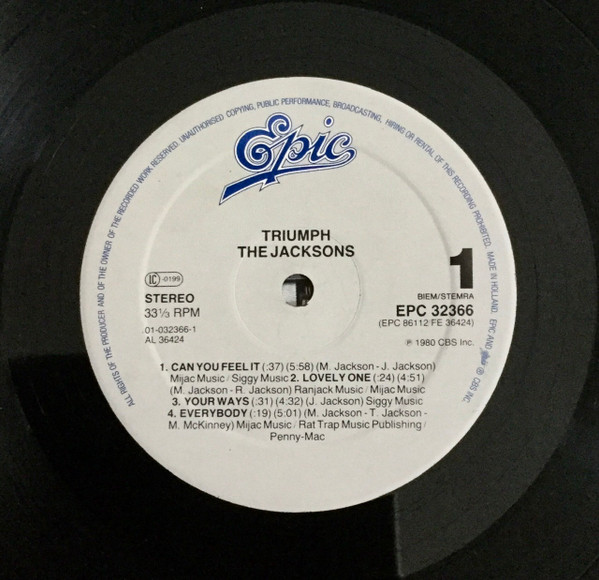 ALL RIGHTS OF THE PRODUCER AND OF THE OWNER OF THE RECORDED WORK RESERVED. UNAUTHORISED COPYING, PUBLIC PERFORMANCE, BROADCASTING, HIRING OR RENTAL OF THIS RECORDING PROHIBITED. MADE IN HOLLAND. EPIC AND Epic ® CBS INC.
Epic
TRIUMPH
THE JACKSONS
1
LC -0199
BIEM/STEMRA
STEREO
EPC 32366
33⅓ RPM
(EPC 86112/FE 36424)
01-032366-1
AL 36424
℗ 1980 CBS Inc.
1. CAN YOU FEEL IT (:37) (5:58) (M. Jackson - J. Jackson)
Mijac Music / Siggy Music 2. LOVELY ONE (:24) (4:51)
(M. Jackson - R. Jackson) Ranjack Music / Mijac Music
3. YOUR WAYS (:31) (4:32) (J. Jackson) Siggy Music
4. EVERYBODY (:19) (5:01) (M. Jackson - T. Jackson -
M. McKinney) Mijac Music / Rat Trap Music Publishing /
Penny-Mac